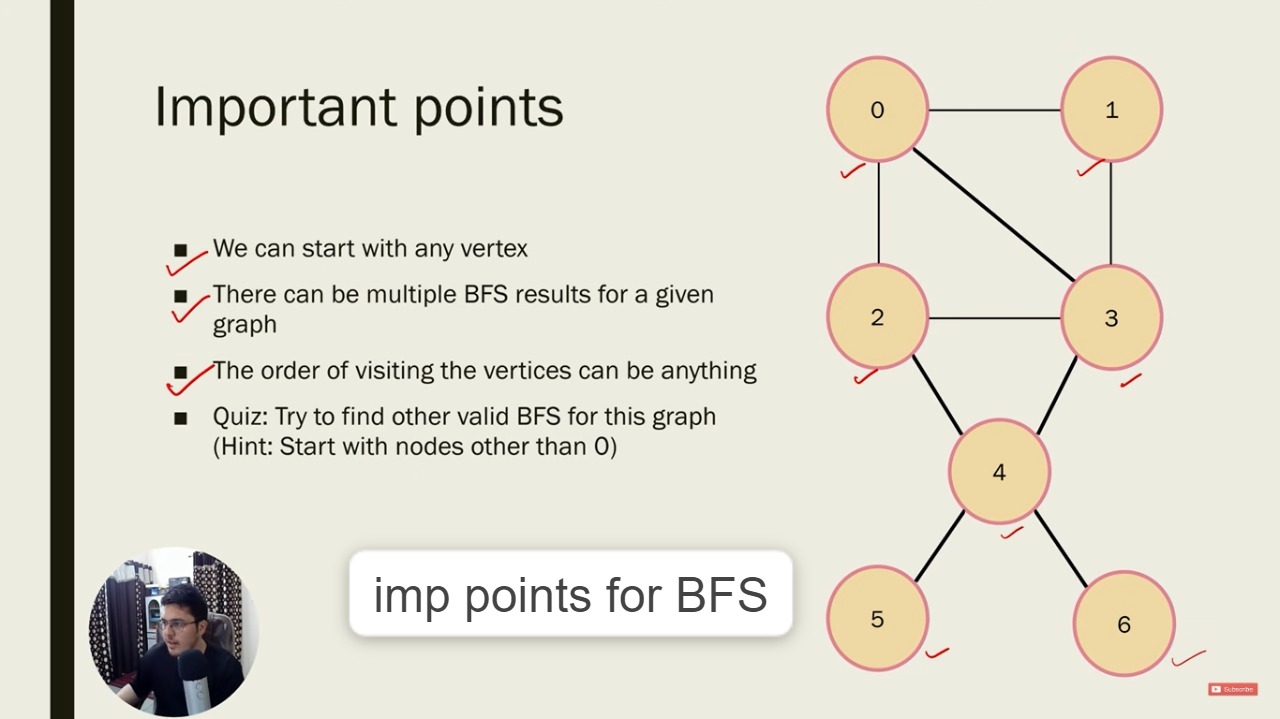 Important points
We can start with any vertex
There can be multiple BFS results for a given
graph
The order of visiting the vertices can be anything
Quiz: Try to find other valid BFS for this graph
(Hint: Start with nodes other than 0)
imp points for BFS
0
1
2
3
4
5
6
Subscribe